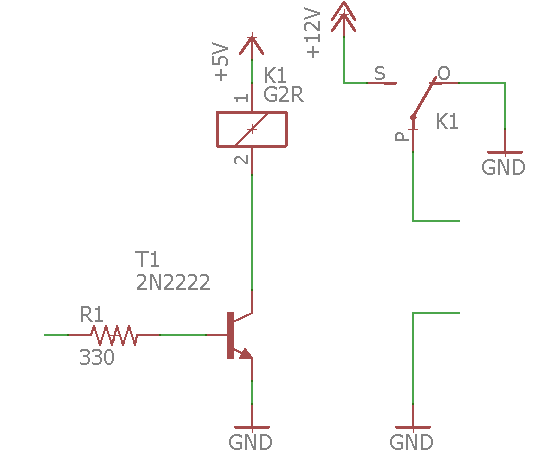 +5V
+12V
K1
G2R
1
2
S
O
P
K1
GND
T1
2N2222
R1
330
GND
GND